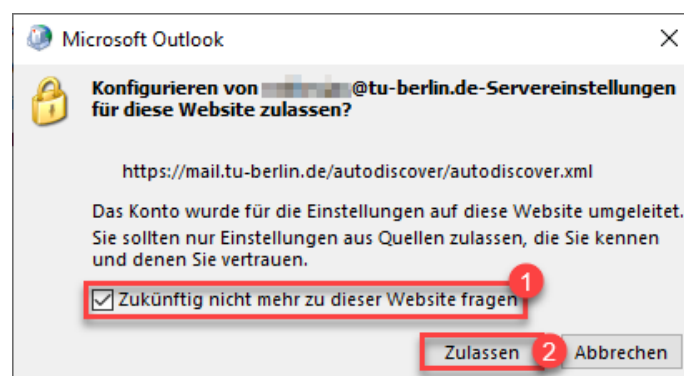 Microsoft Outlook
Konfigurieren von @tu-berlin.de-Servereinstellungen
für diese Website zulassen?
https://mail.tu-berlin.de/autodiscover/autodiscover.xml
Das Konto wurde für die Einstellungen auf diese Website umgeleitet.
Sie sollten nur Einstellungen aus Quellen zulassen, die Sie kennen
und denen Sie vertrauen.
Zukünftig nicht mehr zu dieser Website fragen 1
Zulassen 2 Abbrechen